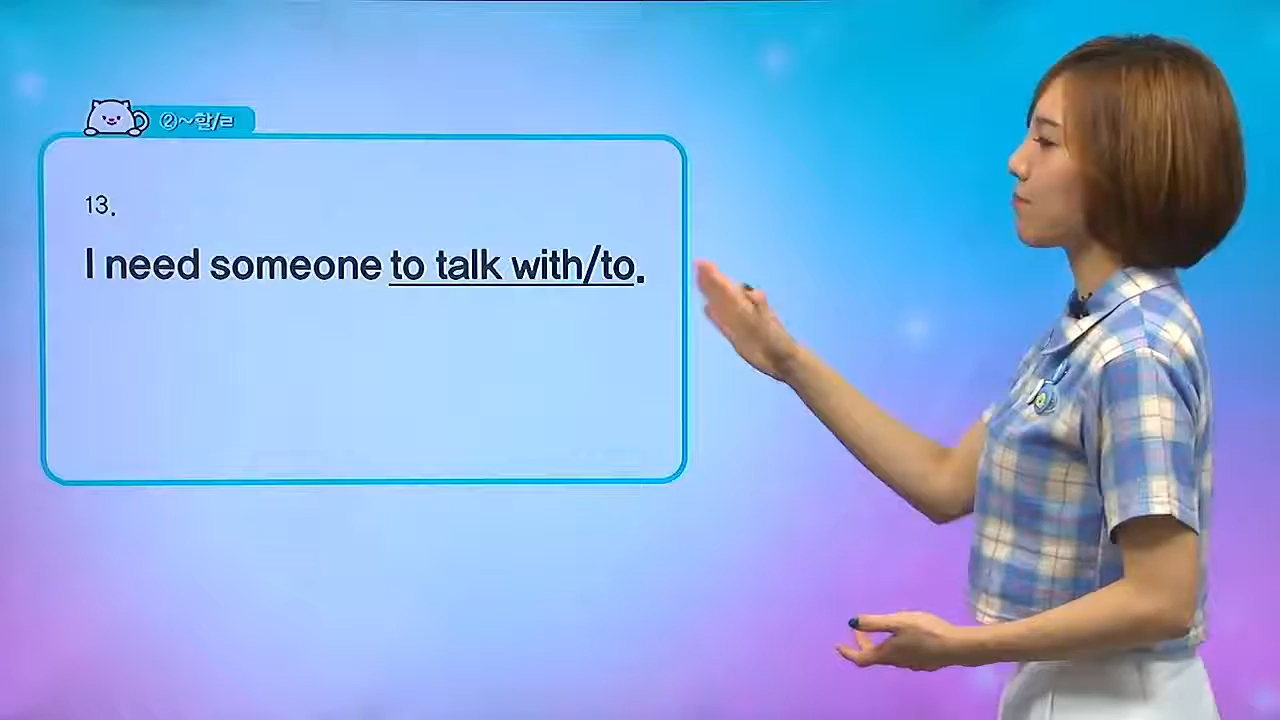 ②~할/ㄹ
13.
I need someone to talk with/to.